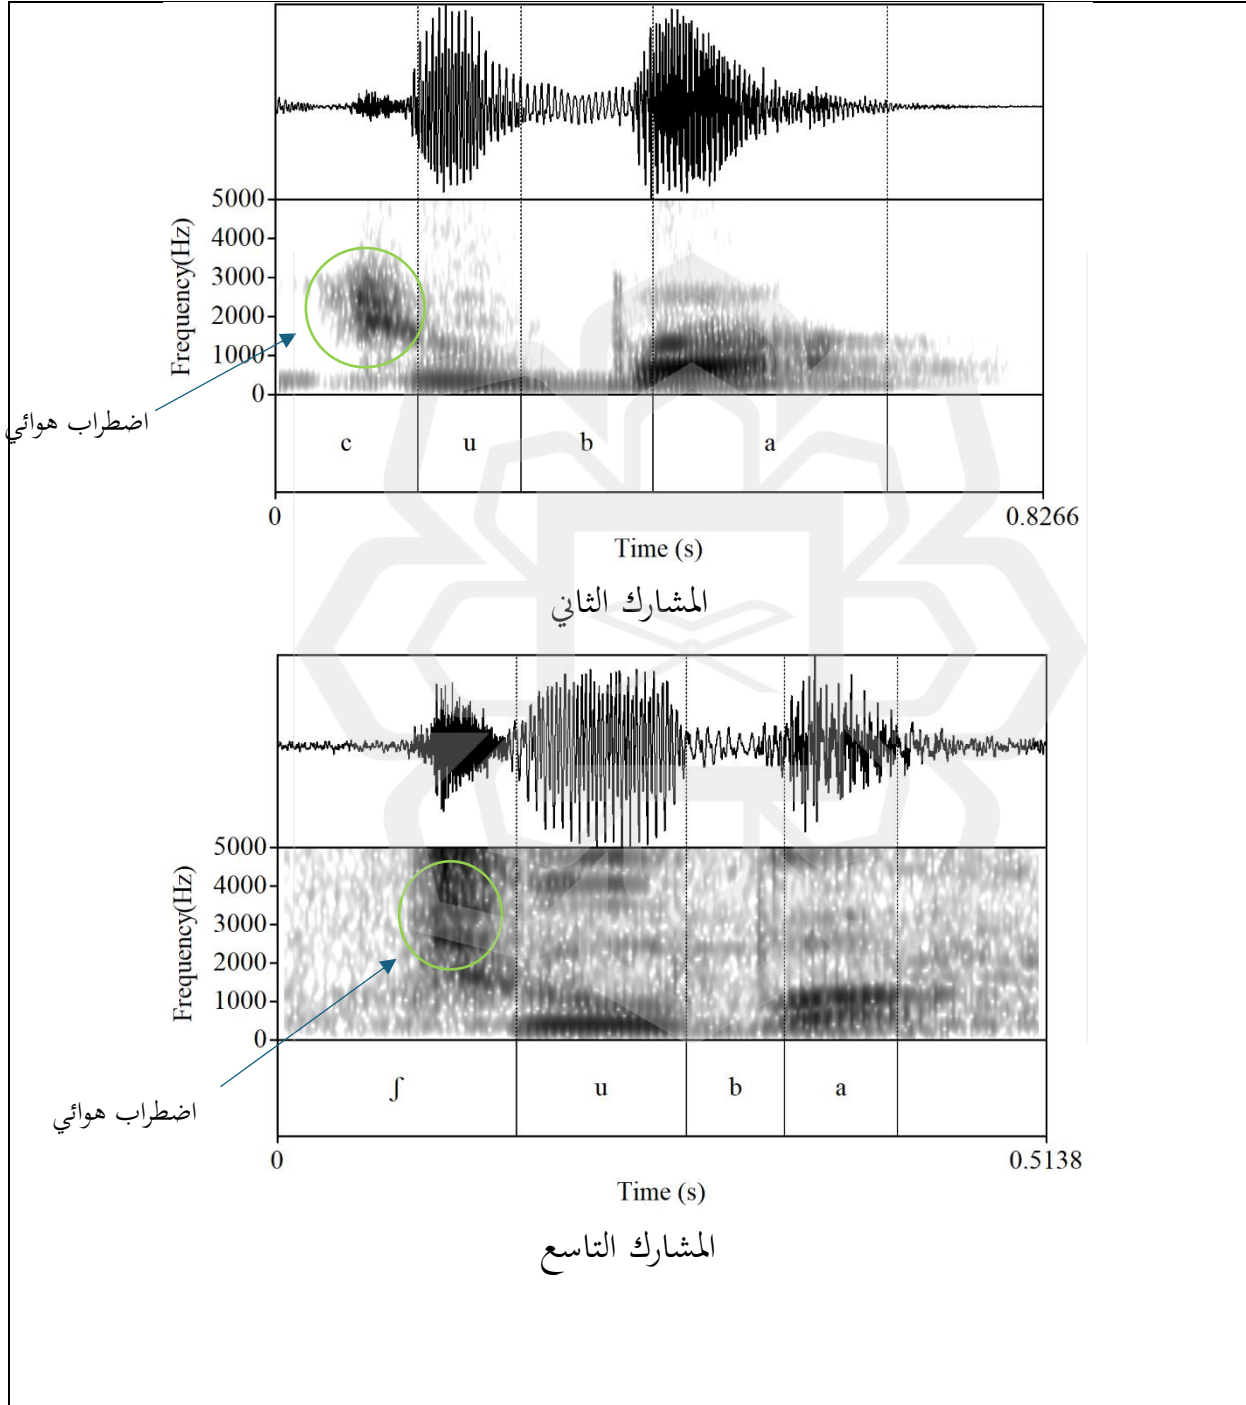 5000
4000
3000
2000
1000
0
Frequency(Hz)
اضطراب هوائي
c u b a
0 0.8266
Time (s)
المشارك الثاني
5000
4000
3000
2000
1000
0
Frequency(Hz)
اضطراب هوائي
ʃ u b a
0 0.5138
Time (s)
المشارك التاسع